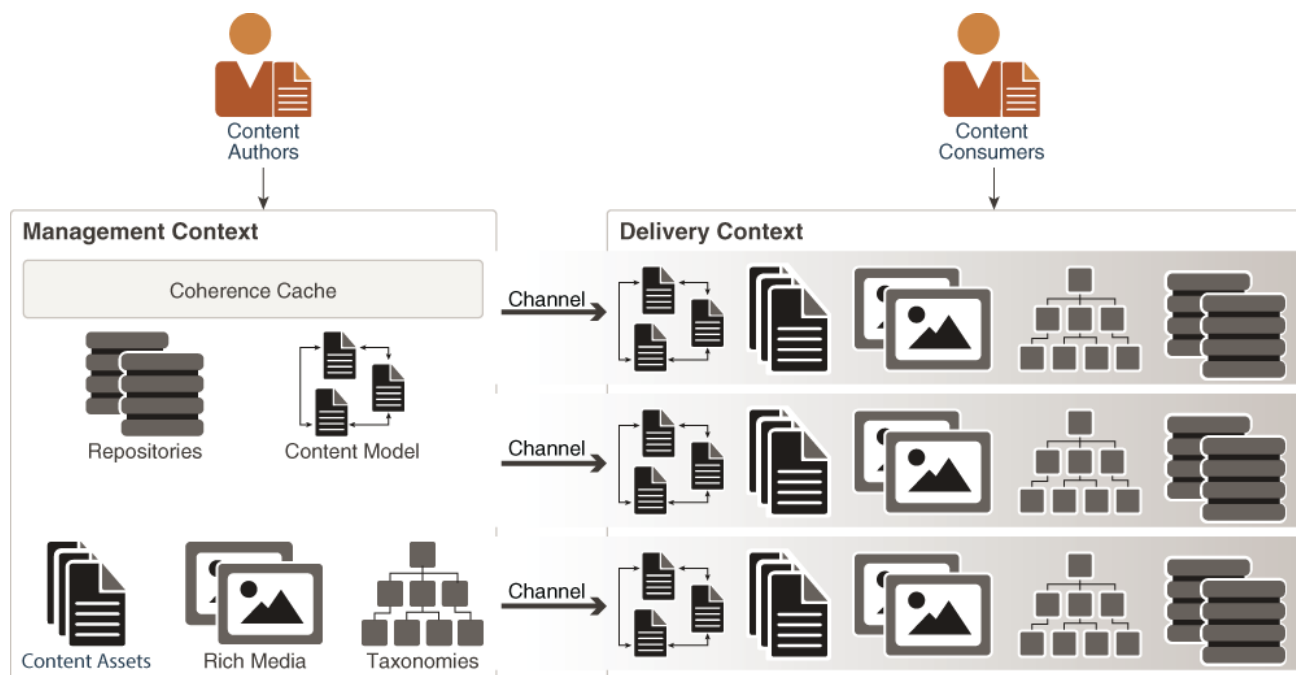 Content
Authors
Content
Consumers
Management Context
Delivery Context
Coherence Cache
Channel
Repositories
Content Model
Channel
Channel
Content Assets
Rich Media
Taxonomies